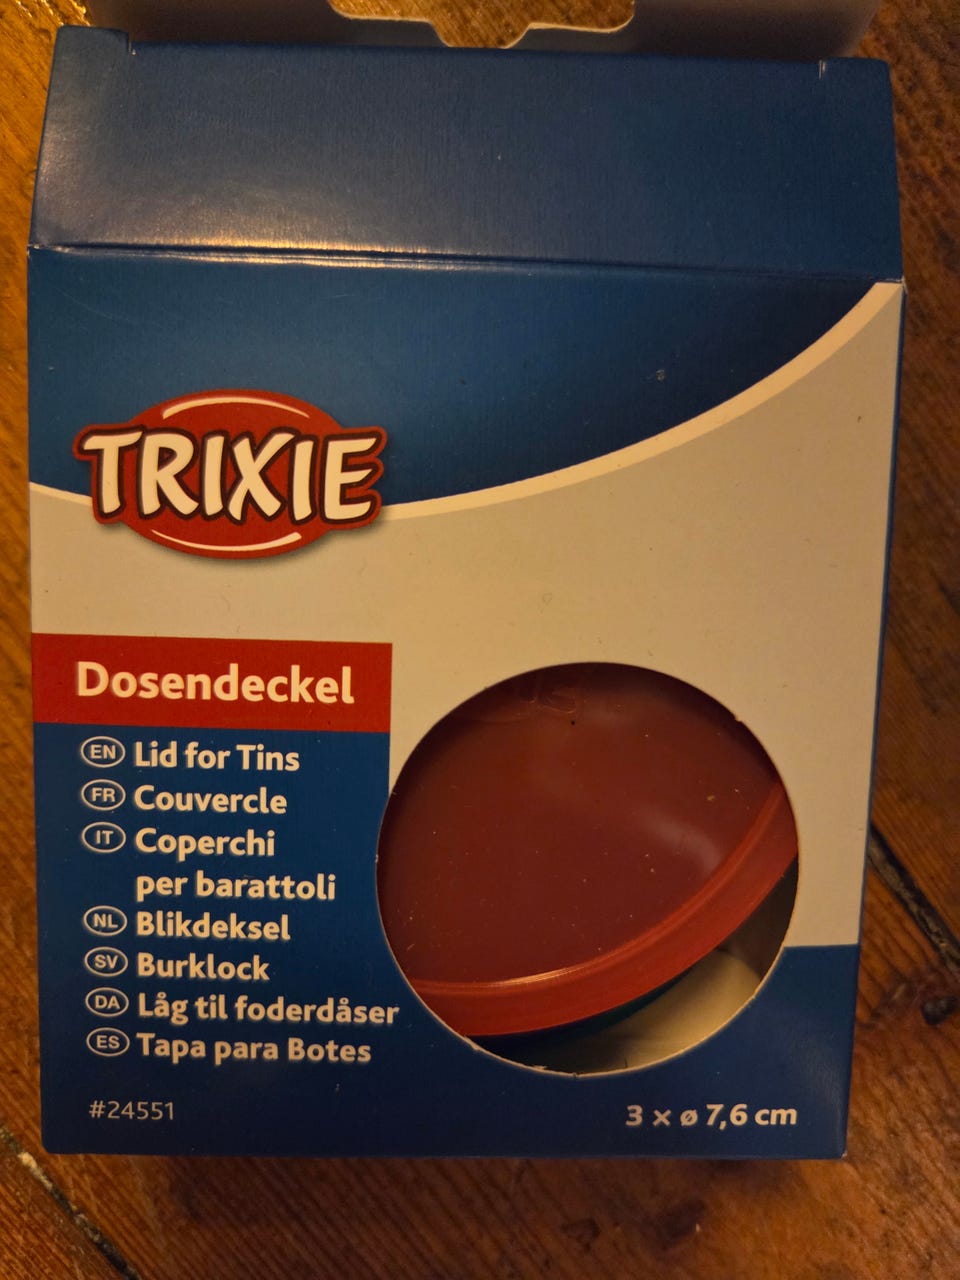 TRIXIE
Dosendeckel
EN Lid for Tins
FR Couvercle
IT Coperchi
per barattoli
NL Blikdeksel
SV Burklock
DA Låg til foderdåser
ES Tapa para Botes
#24551
3 x ø 7,6 cm